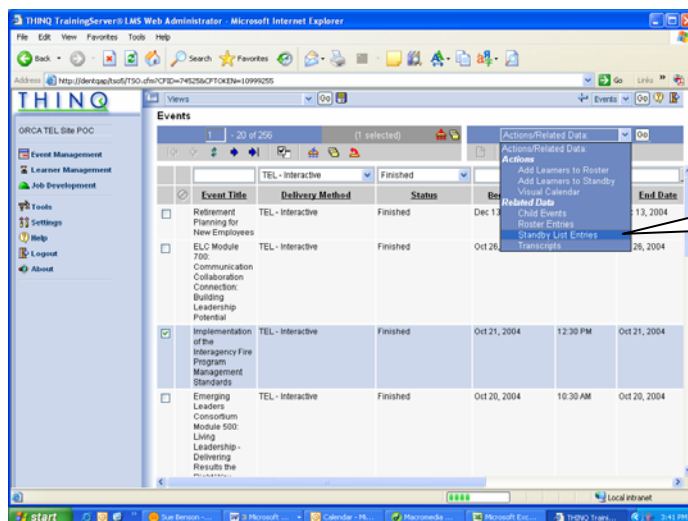 THINQ TrainingServer® LMS Web Administrator - Microsoft Internet Explorer
File Edit View Favorites Tools Help
Back Search Favorites
Address http://dentqap/tso5/TSO.cfm?CFID=74525&CFTOKEN=10999255 Go Links »
THINQ Views Go Events Go
ORCA TEL Site POC
Event Management
Learner Management
Job Development
Tools
Settings
Help
Logout
About
Events
1 - 20 of 256 (1 selected) Actions/Related Data: Go
Actions/Related Data:
Actions
Add Learners to Roster
Add Learners to Standby
Visual Calendar
Related Data
Child Events
Roster Entries
Standby List Entries
Transcripts
TEL - Interactive Finished
Event Title Delivery Method Status End Date
Retirement Planning for New Employees TEL - Interactive Finished Dec 13, 2004
ELC Module 700: Communication Collaboration Connection: Building Leadership Potential TEL - Interactive Finished Oct 26, 2004
Implementation of the Interagency Fire Program Management Standards TEL - Interactive Finished Oct 21, 2004 12:30 PM Oct 21, 2004
Emerging Leaders Consortium Module 500: Living Leadership - Delivering Results the TEL - Interactive Finished Oct 20, 2004 10:30 AM Oct 20, 2004
Local intranet
start Sue Benson -... 3 Microsoft ... Calendar - Mi... Macromedia ... Microsoft Exc... THINQ Traini... 3:41 PM